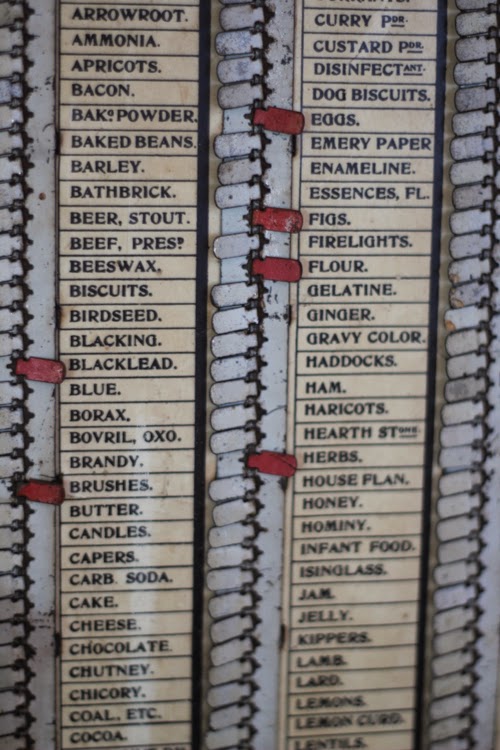 ARROWROOT.
AMMONIA.
APRICOTS.
BACON.
BAKG POWDER.
BAKED BEANS.
BARLEY.
BATHBRICK.
BEER, STOUT.
BEEF, PRESD
BEESWAX.
BISCUITS.
BIRDSEED.
BLACKING.
BLACKLEAD.
BLUE.
BORAX.
BOVRIL, OXO.
BRANDY.
BRUSHES.
BUTTER.
CANDLES.
CAPERS.
CARB. SODA.
CAKE.
CHEESE.
CHOCOLATE.
CHUTNEY.
CHICORY.
COAL, ETC.
COCOA.
CURRY PDR.
CUSTARD PDR.
DISINFECTANT.
DOG BISCUITS.
EGGS.
EMERY PAPER
ENAMELINE.
ESSENCES, FL.
FIGS.
FIRELIGHTS.
FLOUR.
GELATINE.
GINGER.
GRAVY COLOR.
HADDOCKS.
HAM.
HARICOTS.
HEARTH STONE.
HERBS.
HOUSE FLAN.
HONEY.
HOMINY.
INFANT FOOD.
ISINGLASS.
JAM.
JELLY.
KIPPERS.
LAMB.
LARD.
LEMONS.
LEMON CURD.
LENTILS.